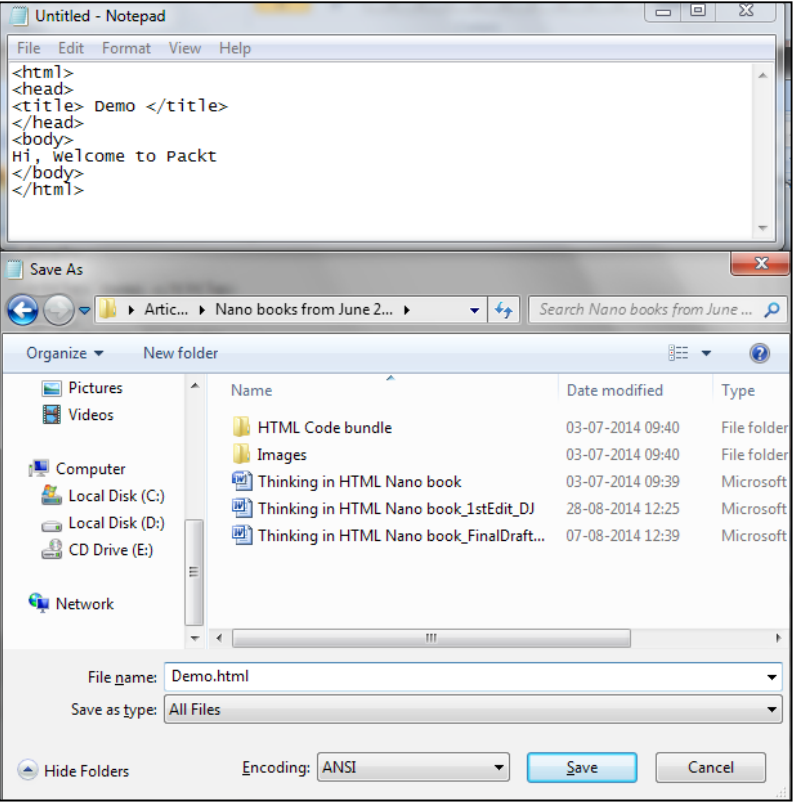 Untitled - Notepad
File Edit Format View Help
<html>
<head>
<title> Demo </title>
</head>
<body>
Hi, Welcome to Packt
</body>
</html>
Save As
Artic... Nano books from June 2... Search Nano books from June ...
Organize New folder
Pictures
Videos
Computer
Local Disk (C:)
Local Disk (D:)
CD Drive (E:)
Network
Name Date modified Type
HTML Code bundle 03-07-2014 09:40 File folder
Images 03-07-2014 09:40 File folder
Thinking in HTML Nano book 03-07-2014 09:39 Microsoft
Thinking in HTML Nano book_1stEdit_DJ 28-08-2014 12:25 Microsoft
Thinking in HTML Nano book_FinalDraft... 07-08-2014 12:39 Microsoft
File name: Demo.html
Save as type: All Files
Hide Folders Encoding: ANSI Save Cancel